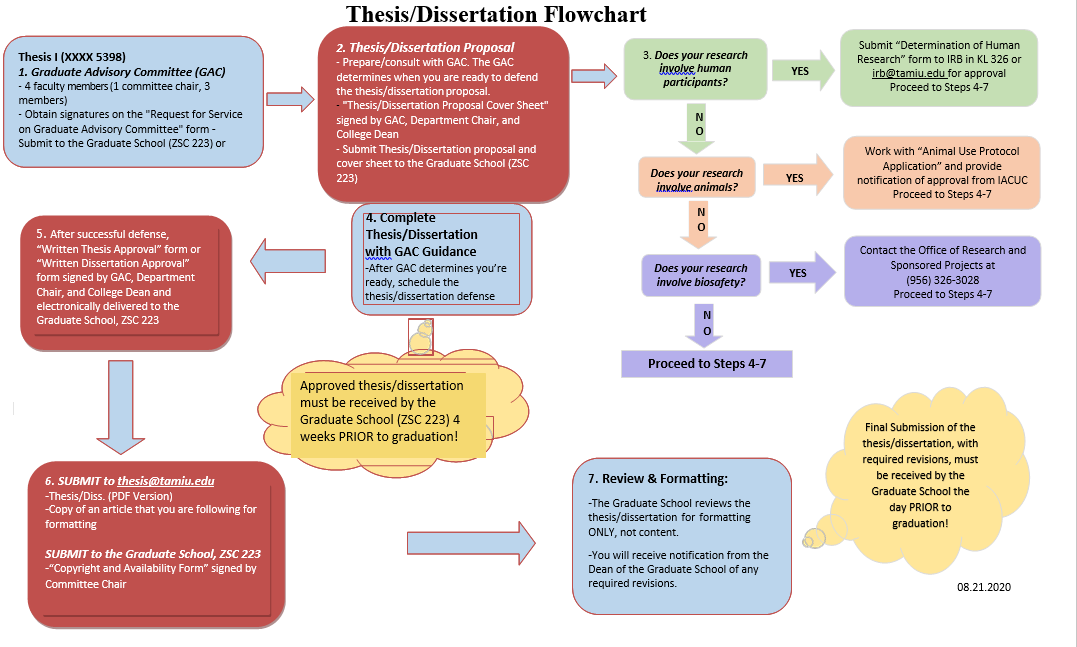 Thesis/Dissertation Flowchart
Thesis I (XXXX 5398)
1. Graduate Advisory Committee (GAC)
- 4 faculty members (1 committee chair, 3
members)
- Obtain signatures on the "Request for Service
on Graduate Advisory Committee" form -
Submit to the Graduate School (ZSC 223) or
2. Thesis/Dissertation Proposal
- Prepare/consult with GAC. The GAC
determines when you are ready to defend
the thesis/dissertation proposal.
- "Thesis/Dissertation Proposal Cover Sheet"
signed by GAC, Department Chair, and
College Dean
- Submit Thesis/Dissertation proposal and
cover sheet to the Graduate School (ZSC
223)
3. Does your research
involve human
participants?
YES
Submit “Determination of Human
Research” form to IRB in KL 326 or
irb@tamiu.edu for approval
Proceed to Steps 4-7
N
O
Does your research
involve animals?
YES
Work with “Animal Use Protocol
Application” and provide
notification of approval from IACUC
Proceed to Steps 4-7
N
O
Does your research
involve biosafety?
YES
Contact the Office of Research and
Sponsored Projects at
(956) 326-3028
Proceed to Steps 4-7
N
O
Proceed to Steps 4-7
4. Complete
Thesis/Dissertation
with GAC Guidance
-After GAC determines you’re
ready, schedule the
thesis/dissertation defense
Approved thesis/dissertation
must be received by the
Graduate School (ZSC 223) 4
weeks PRIOR to graduation!
5. After successful defense,
“Written Thesis Approval” form or
“Written Dissertation Approval”
form signed by GAC, Department
Chair, and College Dean and
electronically delivered to the
Graduate School, ZSC 223
6. SUBMIT to thesis@tamiu.edu
-Thesis/Diss. (PDF Version)
-Copy of an article that you are following for
formatting
SUBMIT to the Graduate School, ZSC 223
-“Copyright and Availability Form” signed by
Committee Chair
7. Review & Formatting:
-The Graduate School reviews the
thesis/dissertation for formatting
ONLY, not content.
-You will receive notification from the
Dean of the Graduate School of any
required revisions.
Final Submission of the
thesis/dissertation, with
required revisions, must
be received by the
Graduate School the
day PRIOR to
graduation!
08.21.2020